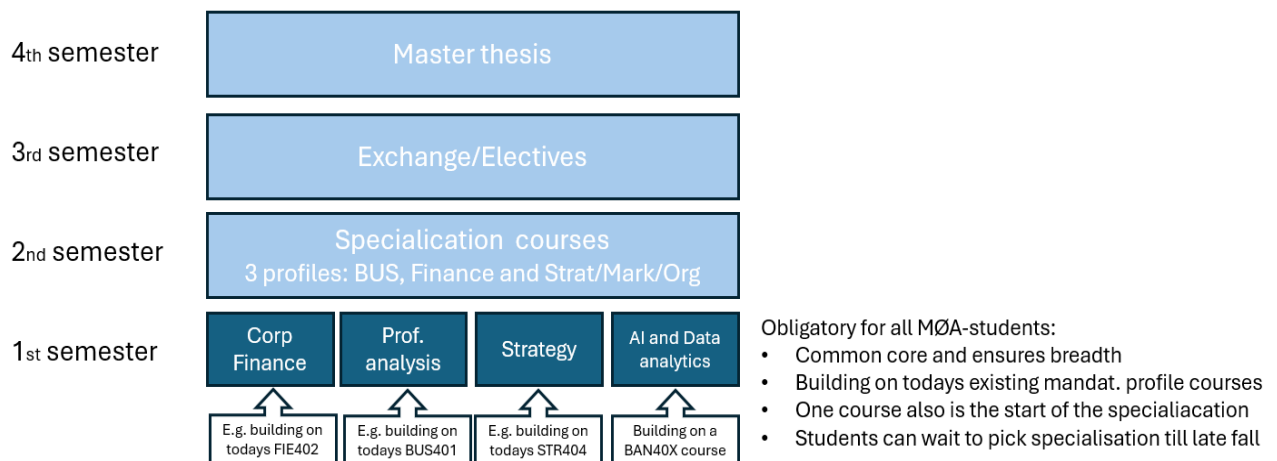 4th semester
Master thesis
3rd semester
Exchange/Electives
2nd semester
Specialication courses
3 profiles: BUS, Finance and Strat/Mark/Org
1st semester
Corp
Finance
Prof.
analysis
Strategy
AI and Data
analytics
E.g. building on
todays FIE402
E.g. building on
todays BUS401
E.g. building on
todays STR404
Building on a
BAN40X course
Obligatory for all MØA-students:
• Common core and ensures breadth
• Building on todays existing mandat. profile courses
• One course also is the start of the specialiacation
• Students can wait to pick specialisation till late fall